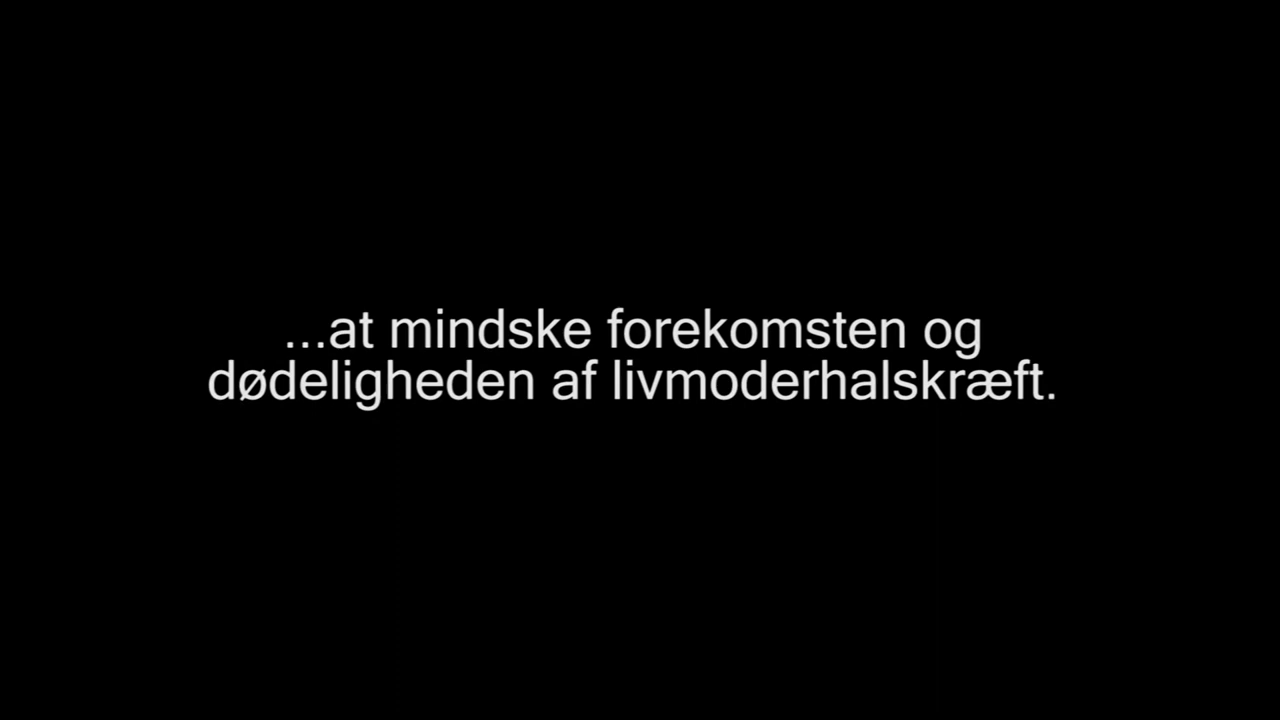 ...at mindske forekomsten og
dødeligheden af livmoderhalskræft.